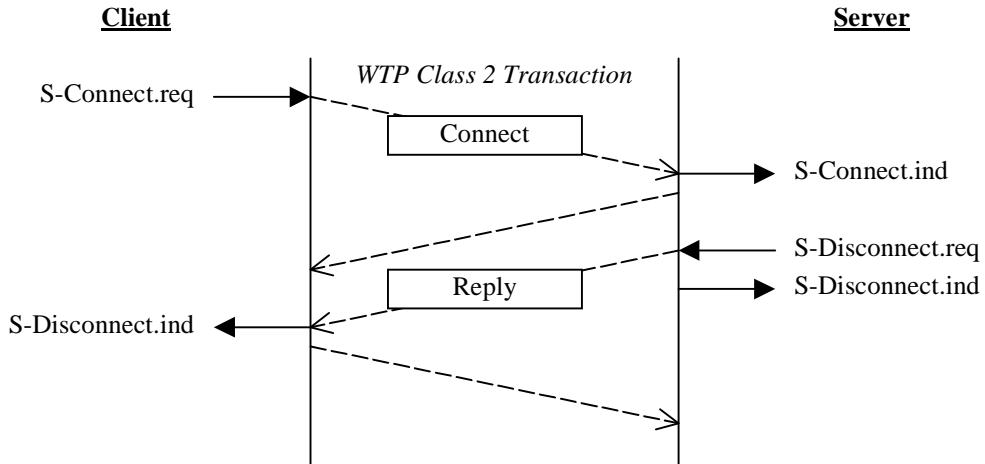 Client
Server
WTP Class 2 Transaction
S-Connect.req
Connect
S-Connect.ind
S-Disconnect.req
Reply
S-Disconnect.ind
S-Disconnect.ind